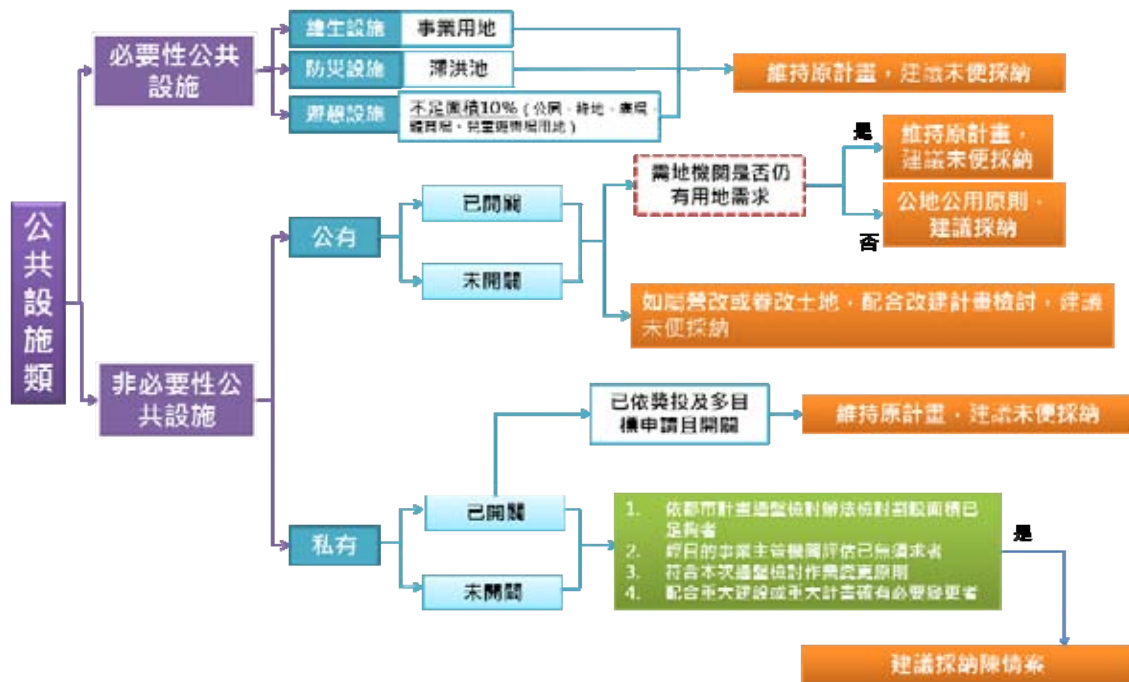 公共設施類
必要性公共
設施
維生設施
事業用地
防災設施
滯洪池
遊憩設施
不足面積10%（公園、綠地、廣場、
體育場、兒童遊樂場用地）
維持原計畫，建議未便採納
非必要性公
共設施
公有
已開闢
未開闢
需地機關是否仍
有用地需求
是
維持原計畫，
建議未便採納
否
公地公用原則，
建議採納
如屬營改或眷改土地，配合改建計畫檢討，建議
未便採納
私有
已開闢
未開闢
已依獎投及多目
標申請且開闢
維持原計畫，建議未便採納
1. 依都市計畫通盤檢討辦法檢討劃設面積已
足夠者
2. 經目的事業主管機關評估已無須求者
3. 符合本次通盤檢討作業變更原則
4. 配合重大建設或重大計畫確有必要變更者
是
建議採納陳情案